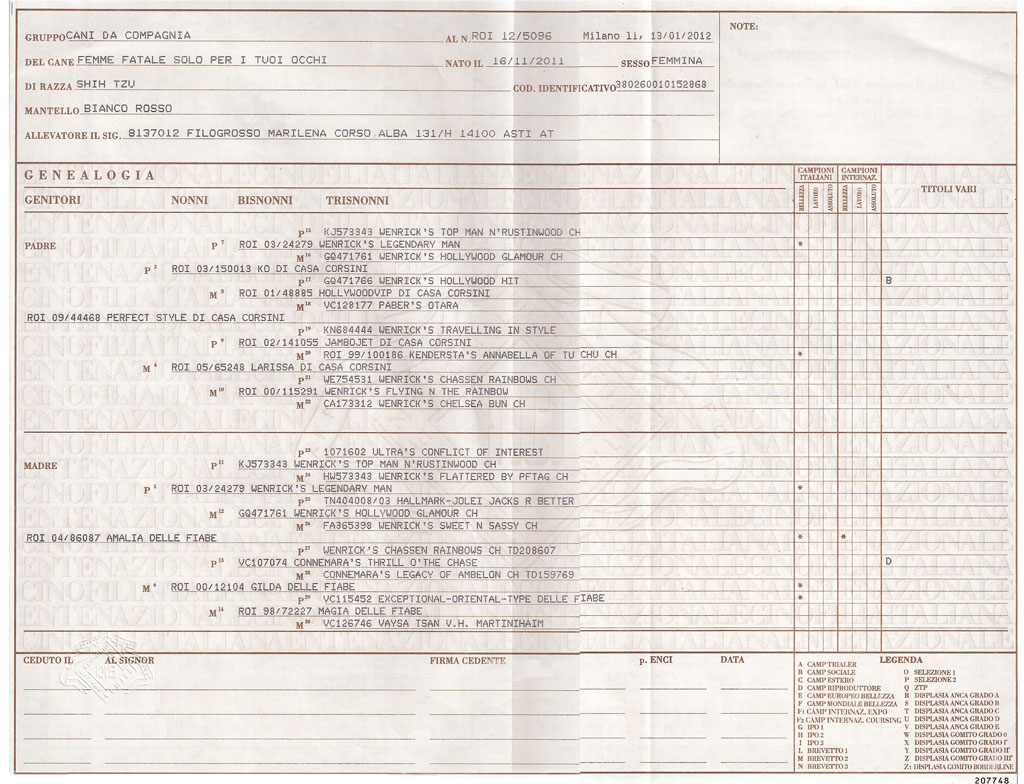 GRUPPO CANI DA COMPAGNIA AL N. ROI 12/5096 Milano li, 13/01/2012
NOTE:
DEL CANE FEMME FATALE SOLO PER I TUOI OCCHI NATO IL 16/11/2011 SESSO FEMMINA
DI RAZZA SHIH TZU COD. IDENTIFICATIVO 380260010152868
MANTELLO BIANCO ROSSO
ALLEVATORE IL SIG. 8137012 FILOGROSSO MARILENA CORSO ALBA 131/H 14100 ASTI AT
GENEALOGIA
CAMPIONI ITALIANI CAMPIONI INTERNAZ.
GENITORI NONNI BISNONNI TRISNONNI
BELLEZZA LAVORO ASSOLUTO BELLEZZA LAVORO ASSOLUTO
TITOLI VARI
P15 KJ573343 WENRICK'S TOP MAN N'RUSTINWOOD CH
PADRE P7 ROI 03/24279 WENRICK'S LEGENDARY MAN *
M16 GQ471761 WENRICK'S HOLLYWOOD GLAMOUR CH
P3 ROI 03/150013 KO DI CASA CORSINI
P17 GQ471766 WENRICK'S HOLLYWOOD HIT B
M8 ROI 01/48885 HOLLYWOODVIP DI CASA CORSINI
M18 VC128177 PABER'S OTARA
ROI 09/44468 PERFECT STYLE DI CASA CORSINI
P19 KN684444 WENRICK'S TRAVELLING IN STYLE
P9 ROI 02/141055 JAMBOJET DI CASA CORSINI
M20 ROI 99/100186 KENDERSTA'S ANNABELLA OF TU CHU CH *
M4 ROI 05/65248 LARISSA DI CASA CORSINI
P21 WE754531 WENRICK'S CHASSEN RAINBOWS CH
M10 ROI 00/115291 WENRICK'S FLYING N THE RAINBOW
M22 CA173312 WENRICK'S CHELSEA BUN CH
P23 1071602 ULTRA'S CONFLICT OF INTEREST
MADRE P11 KJ573343 WENRICK'S TOP MAN N'RUSTINWOOD CH
M24 HW573343 WENRICK'S FLATTERED BY PFTAG CH
P5 ROI 03/24279 WENRICK'S LEGENDARY MAN *
P25 TN404008/03 HALLMARK-JOLEI JACKS R BETTER
M12 GQ471761 WENRICK'S HOLLYWOOD GLAMOUR CH
M26 FA365398 WENRICK'S SWEET N SASSY CH
ROI 04/86087 AMALIA DELLE FIABE * *
P27 WENRICK'S CHASSEN RAINBOWS CH TD208607
P13 VC107074 CONNEMARA'S THRILL O'THE CHASE D
M28 CONNEMARA'S LEGACY OF AMBELON CH TD159769
M6 ROI 00/12104 GILDA DELLE FIABE *
P29 VC115452 EXCEPTIONAL-ORIENTAL-TYPE DELLE FIABE *
M14 ROI 98/72227 MAGIA DELLE FIABE
M30 VC126746 VAYSA TSAN V.H. MARTINIHAIM
CEDUTO IL AL SIGNOR FIRMA CEDENTE p. ENCI DATA
LEGENDA
A CAMP TRIALER
B CAMP SOCIALE O SELEZIONE 1
C CAMP ESTERO P SELEZIONE 2
D CAMP RIPRODUTTORE Q ZTP
E CAMP EUROPEO BELLEZZA R DISPLASIA ANCA GRADO A
F CAMP MONDIALE BELLEZZA S DISPLASIA ANCA GRADO B
F1 CAMP INTERNAZ. EXPO T DISPLASIA ANCA GRADO C
F2 CAMP INTERNAZ. COURSING U DISPLASIA ANCA GRADO D
G IPO 1 V DISPLASIA ANCA GRADO E
H IPO 2 W DISPLASIA GOMITO GRADO 0
I IPO 3 X DISPLASIA GOMITO GRADO I°
L BREVETTO 1 Y DISPLASIA GOMITO GRADO II°
M BREVETTO 2 Z DISPLASIA GOMITO GRADO III°
N BREVETTO 3 Z1 DISPLASIA GOMITO BORDERLINE
207748